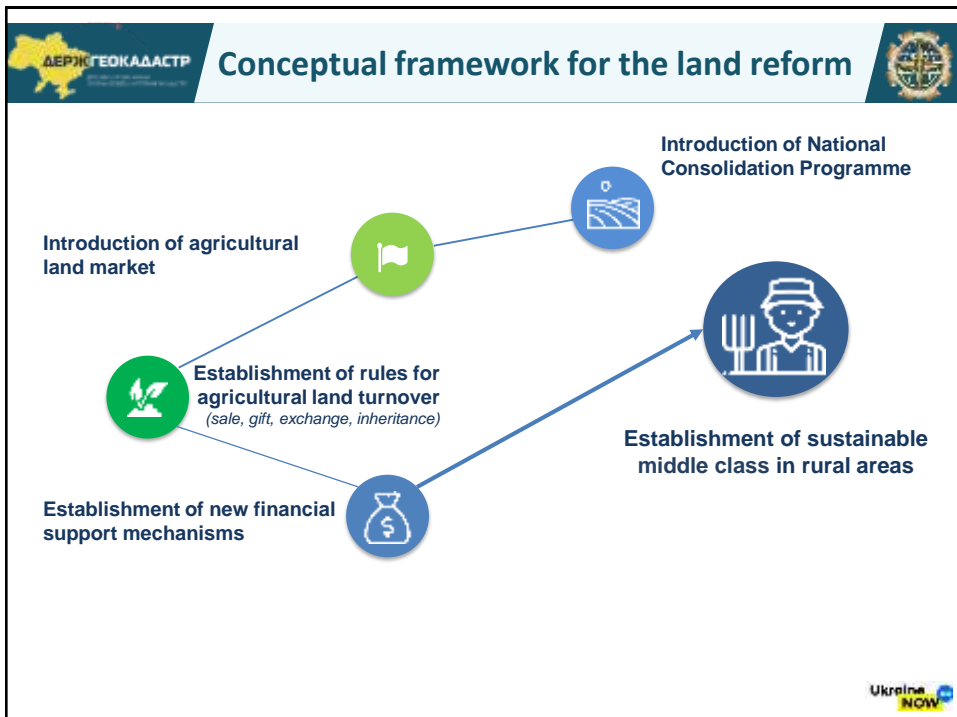 ДЕРЖГЕОКАДАСТР
Conceptual framework for the land reform
Introduction of National
Consolidation Programme
Introduction of agricultural
land market
Establishment of rules for
agricultural land turnover
(sale, gift, exchange, inheritance)
Establishment of sustainable
middle class in rural areas
Establishment of new financial
support mechanisms
$
Ukraine
NOW